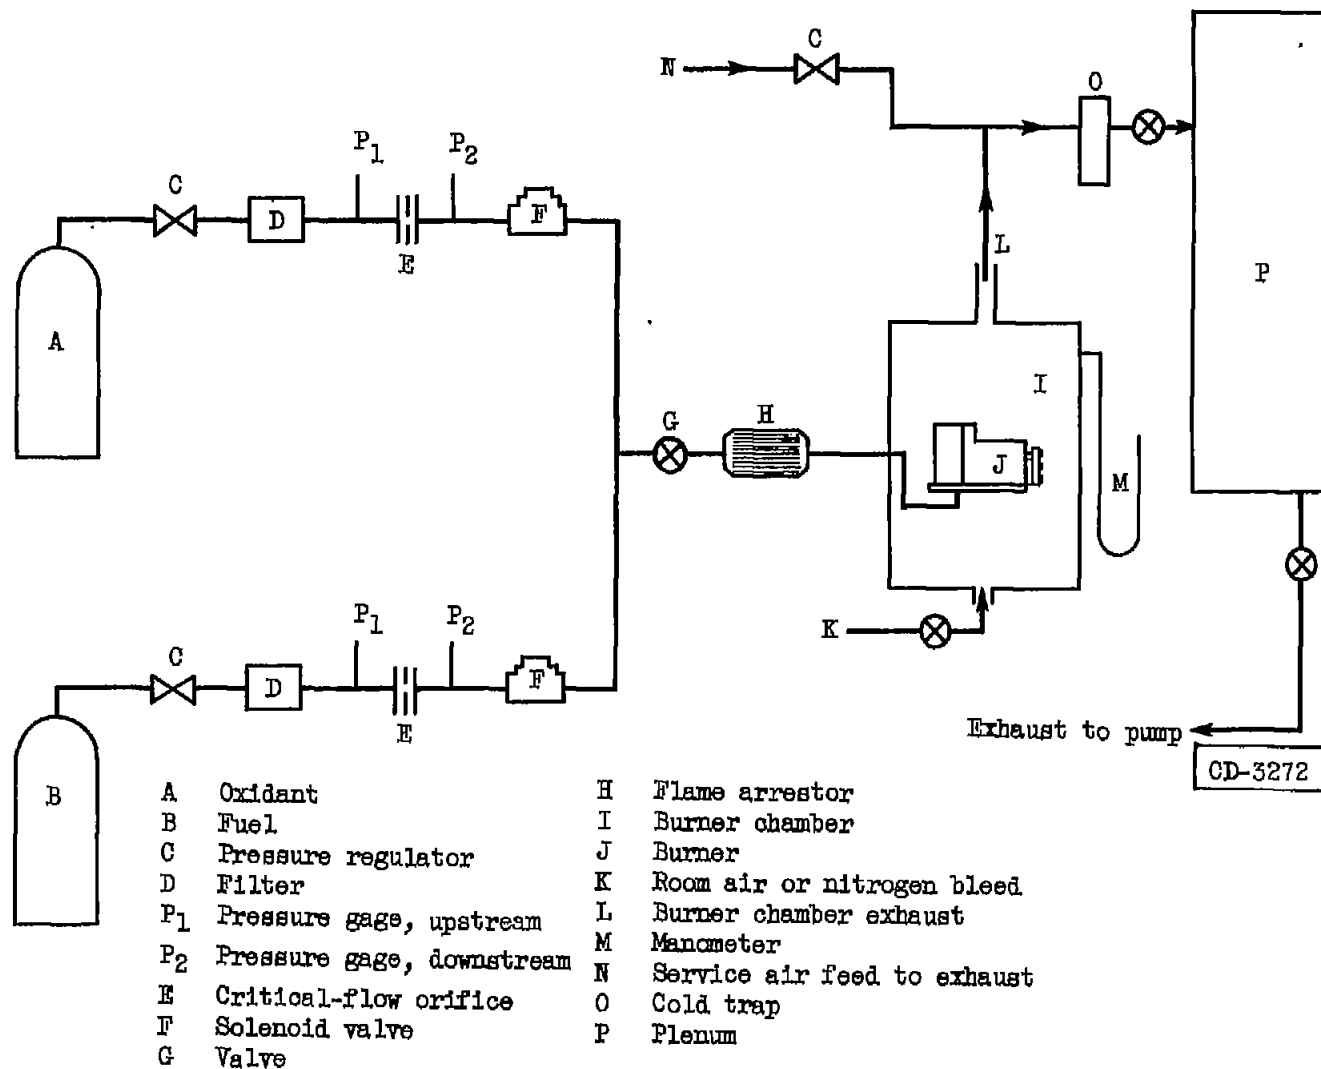 C
N
O
P1
P2
C
D
F
E
L
A
P
I
G
H
J
M
P1
P2
K
C
D
F
E
Exhaust to pump
CD-3272
B
A Oxidant
B Fuel
C Pressure regulator
D Filter
P1 Pressure gage, upstream
P2 Pressure gage, downstream
E Critical-flow orifice
F Solenoid valve
G Valve
H Flame arrestor
I Burner chamber
J Burner
K Room air or nitrogen bleed
L Burner chamber exhaust
M Manometer
N Service air feed to exhaust
O Cold trap
P Plenum